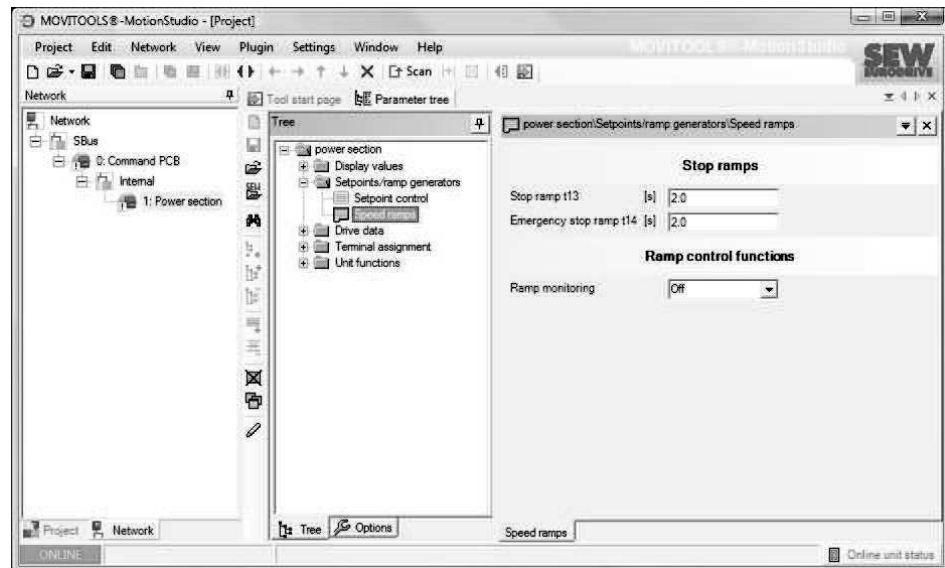 MOVITOOLS®-MotionStudio - [Project]
Project Edit Network View Plugin Settings Window Help
MOVITOOLS®-MotionStudio
SEW
EURODRIVE
Scan
Network
Tool start page
Parameter tree
Network
SBus
0: Command PCB
Internal
1: Power section
Tree
power section
Display values
Setpoints/ramp generators
Setpoint control
Speed ramps
Drive data
Terminal assignment
Unit functions
power section\Setpoints/ramp generators\Speed ramps
Stop ramps
Stop ramp t13 [s] 2.0
Emergency stop ramp t14 [s] 2.0
Ramp control functions
Ramp monitoring Off
Project
Network
Tree
Options
Speed ramps
ONLINE
Online unit status